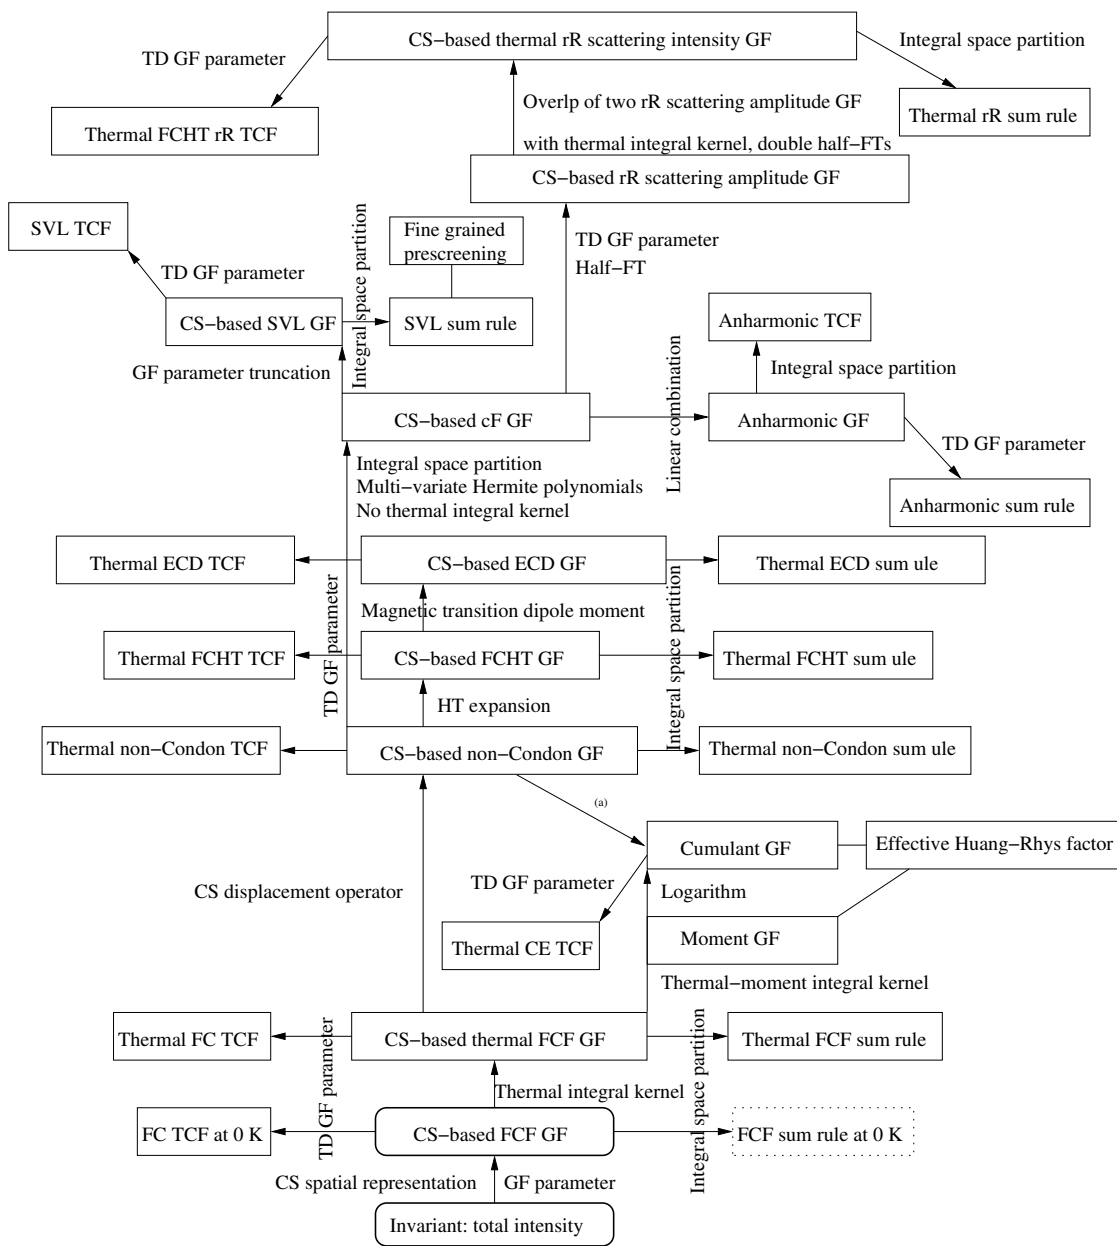 CS−based thermal rR scattering intensity GF
TD GF parameter
Integral space partition
Thermal FCHT rR TCF
Overlp of two rR scattering amplitude GF
with thermal integral kernel, double half−FTs
Thermal rR sum rule
CS−based rR scattering amplitude GF
SVL TCF
Fine grained
prescreening
Integral space partition
TD GF parameter
Half−FT
TD GF parameter
CS−based SVL GF
SVL sum rule
Anharmonic TCF
GF parameter truncation
Integral space partition
CS−based cF GF
Linear combination
Anharmonic GF
TD GF parameter
Integral space partition
Multi−variate Hermite polynomials
No thermal integral kernel
Anharmonic sum rule
Thermal ECD TCF
CS−based ECD GF
Thermal ECD sum ule
Magnetic transition dipole moment
TD GF parameter
Integral space partition
Thermal FCHT TCF
CS−based FCHT GF
Thermal FCHT sum ule
HT expansion
Thermal non−Condon TCF
CS−based non−Condon GF
Thermal non−Condon sum ule
(a)
Cumulant GF
Effective Huang−Rhys factor
CS displacement operator
TD GF parameter
Logarithm
Thermal CE TCF
Moment GF
Thermal−moment integral kernel
Thermal FC TCF
CS−based thermal FCF GF
Thermal FCF sum rule
TD GF parameter
Integral space partition
Thermal integral kernel
FC TCF at 0 K
CS−based FCF GF
FCF sum rule at 0 K
CS spatial representation
GF parameter
Invariant: total intensity